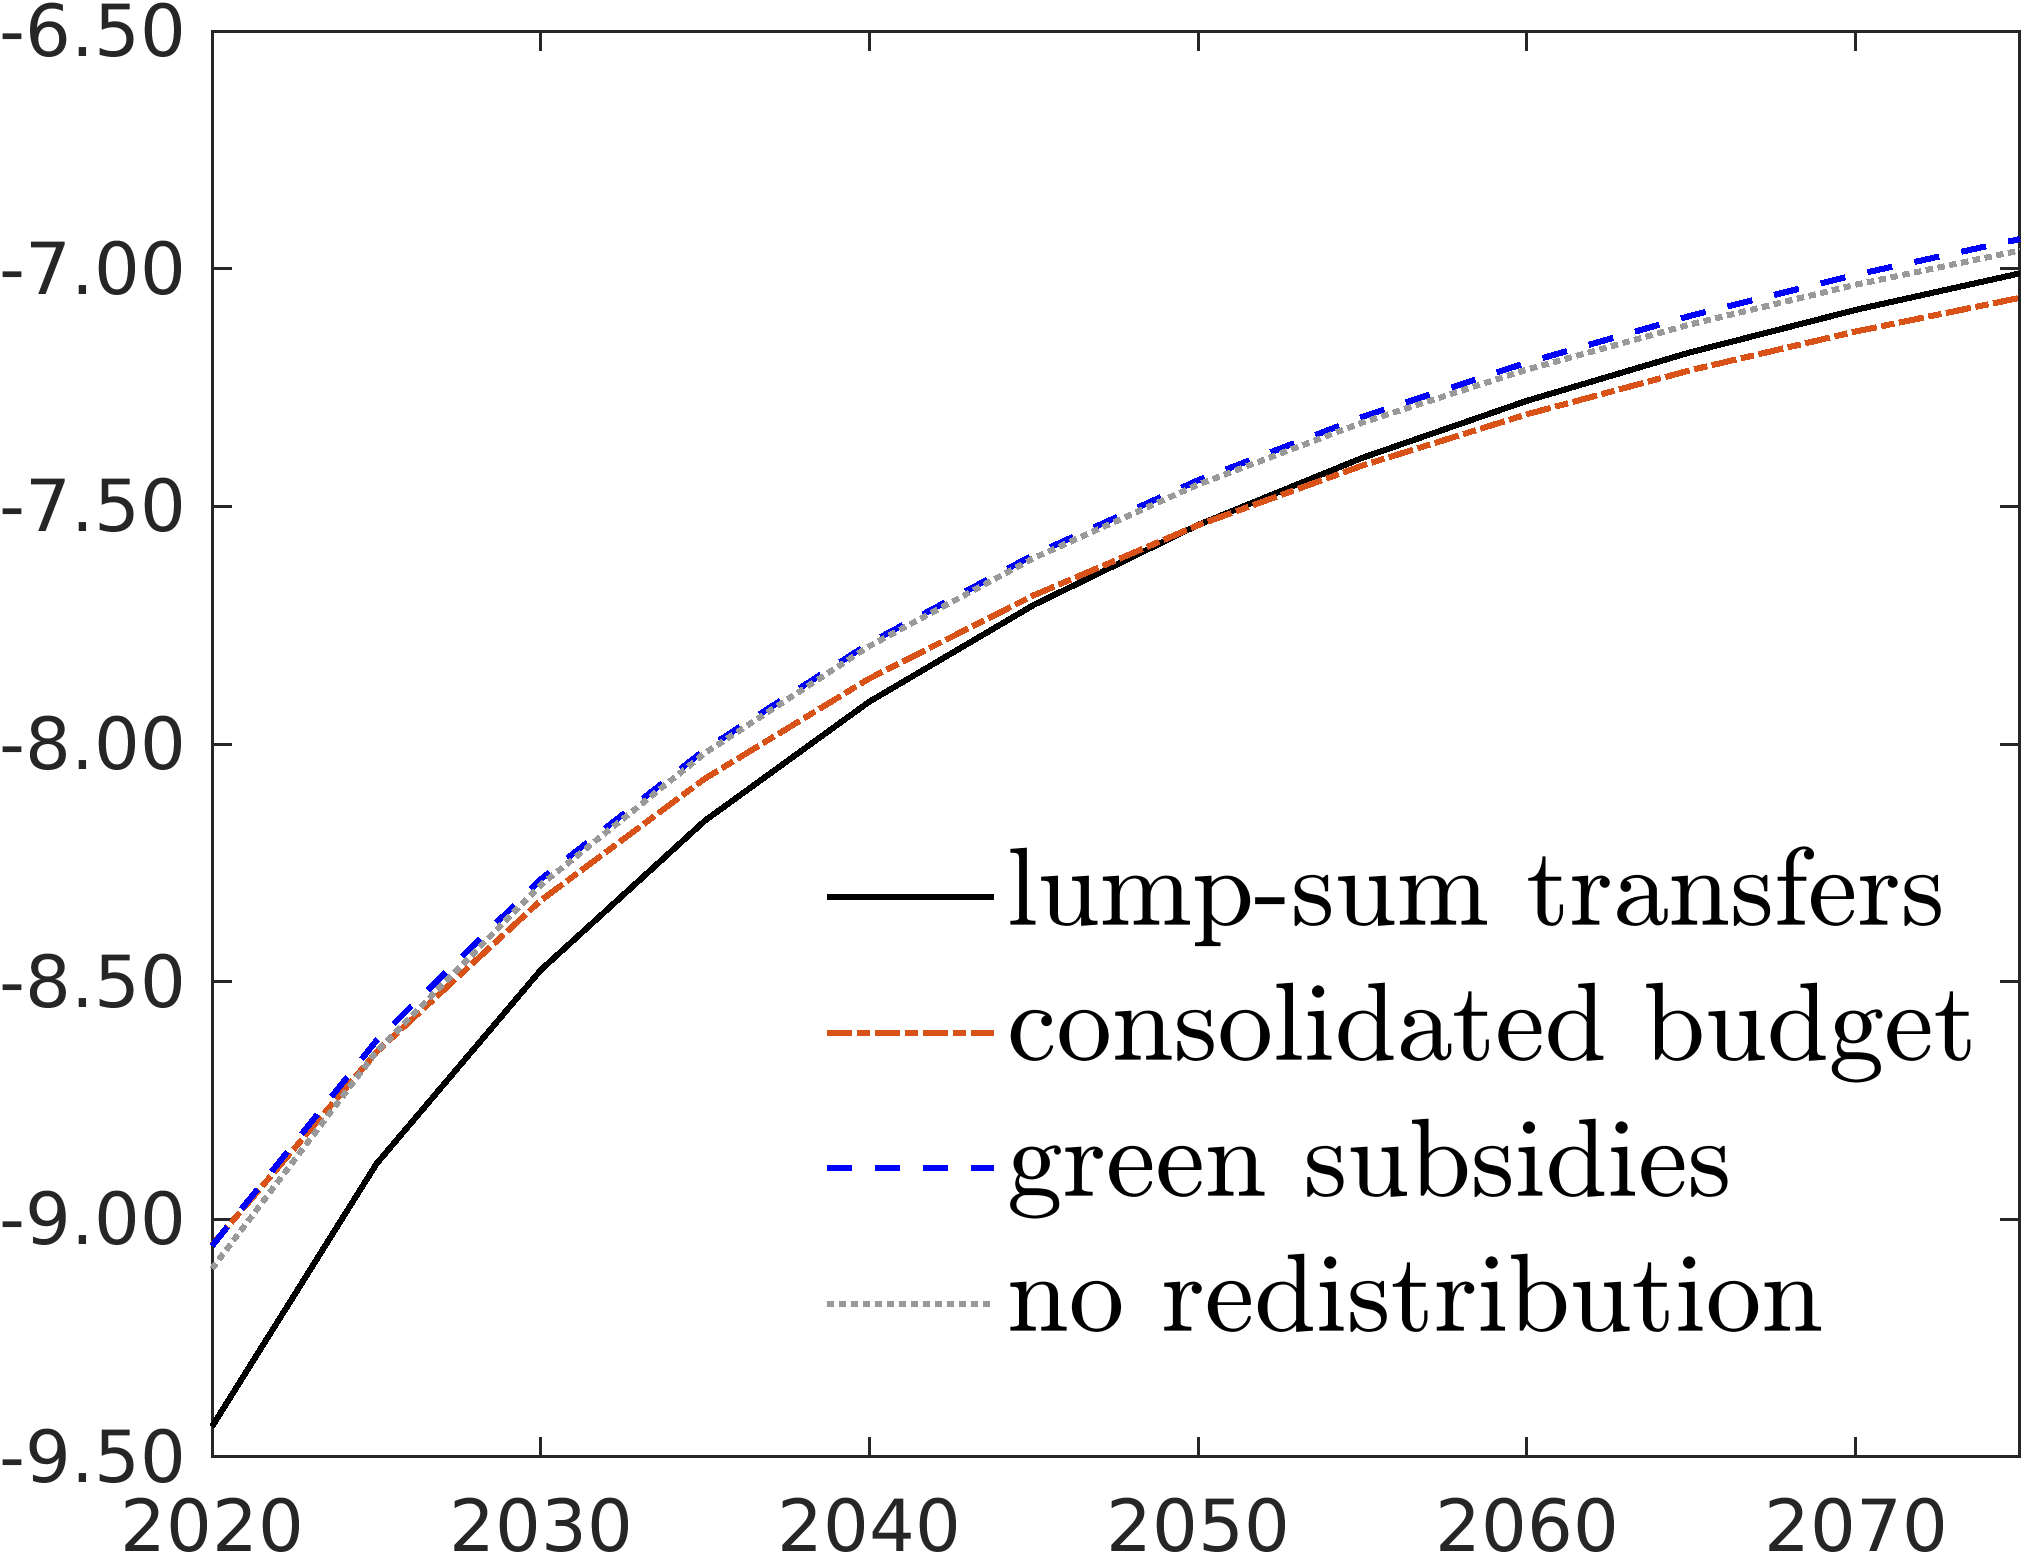 -6.50
-7.00
-7.50
-8.00
-8.50
-9.00
-9.50
lump-sum transfers
consolidated budget
green subsidies
no redistribution
2020 2030 2040 2050 2060 2070